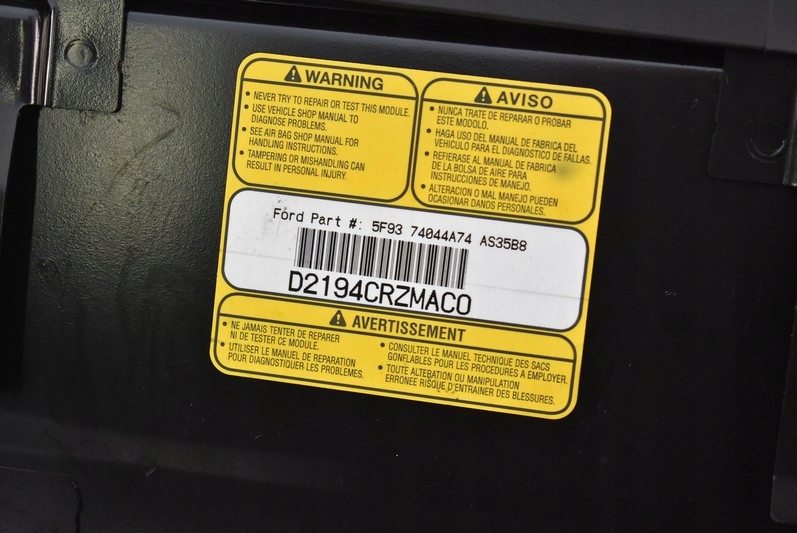 WARNING
• NEVER TRY TO REPAIR OR TEST THIS MODULE.
• USE VEHICLE SHOP MANUAL TO
DIAGNOSE PROBLEMS.
• SEE AIR BAG SHOP MANUAL FOR
HANDLING INSTRUCTIONS.
• TAMPERING OR MISHANDLING CAN
RESULT IN PERSONAL INJURY.
AVISO
• NUNCA TRATE DE REPARAR O PROBAR
ESTE MODOLO.
• HAGA USO DEL MANUAL DE FABRICA DEL
VEHICULO PARA EL DIAGNOSTICO DE FALLAS.
• REFIERASE AL MANUAL DE FABRICA
DE LA BOLSA DE AIRE PARA
INSTRUCCIONES DE MANEJO.
• ALTERACION O MAL MANEJO PUEDEN
OCASIONAR DANOS PERSONALES.
Ford Part #: 5F93 74044A74 AS35B8
D2194CRZMAC0
AVERTISSEMENT
• NE JAMAIS TENTER DE REPARER
NI DE TESTER CE MODULE.
• UTILISER LE MANUEL DE REPARATION
POUR DIAGNOSTIQUER LES PROBLEMES.
• CONSULTER LE MANUEL TECHNIQUE DES SACS
GONFLABLES POUR LES PROCEDURES A EMPLOYER.
• TOUTE ALTERATION OU MANIPULATION
ERRONEE RISQUE D'ENTRAINER DES BLESSURES.